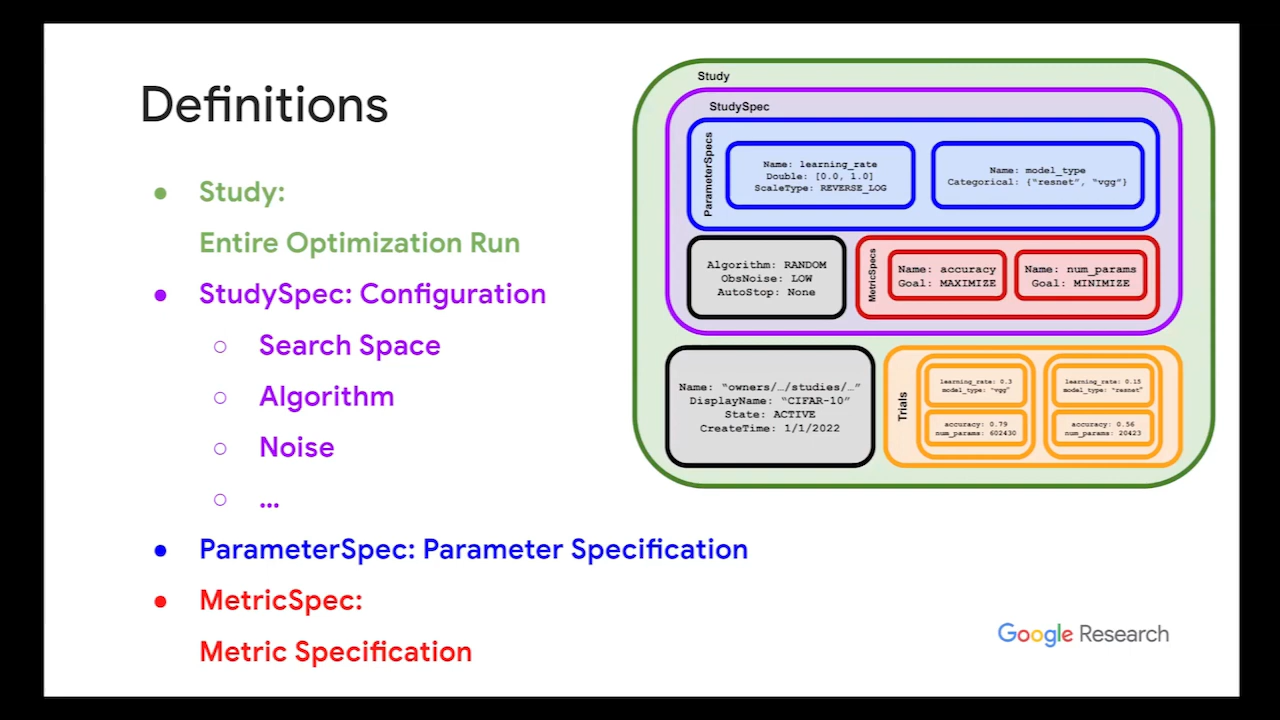 Definitions
● Study:
Entire Optimization Run
● StudySpec: Configuration
○ Search Space
○ Algorithm
○ Noise
○ ...
● ParameterSpec: Parameter Specification
● MetricSpec:
Metric Specification
Study
StudySpec
ParameterSpecs
Name: learning_rate
Double: [0.0, 1.0]
ScaleType: REVERSE_LOG
Name: model_type
Categorical: {"resnet", "vgg"}
Algorithm: RANDOM
ObsNoise: LOW
AutoStop: None
MetricSpecs
Name: accuracy
Goal: MAXIMIZE
Name: num_params
Goal: MINIMIZE
Name: "owners/…/studies/…"
DisplayName: "CIFAR-10"
State: ACTIVE
CreateTime: 1/1/2022
Trials
learning_rate: 0.3
model_type: "vgg"
accuracy: 0.79
num_params: 602430
learning_rate: 0.15
model_type: "resnet"
accuracy: 0.56
num_params: 20423
Google Research